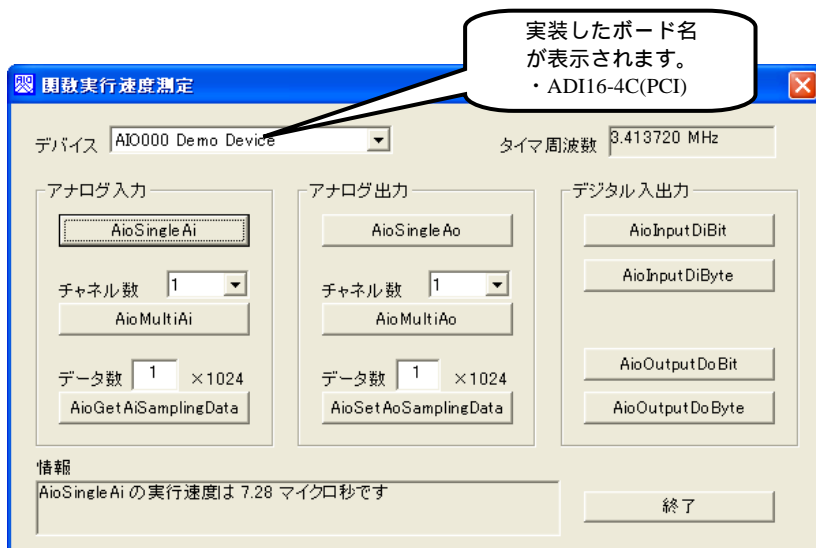 実装したボード名
が表示されます。
・ADI16-4C(PCI)
関数実行速度測定
デバイス AIO000 Demo Device
タイマ周波数 3.413720 MHz
アナログ入力
AioSingleAi
チャネル数 1
AioMultiAi
データ数 1 ×1024
AioGetAiSamplingData
アナログ出力
AioSingleAo
チャネル数 1
AioMultiAo
データ数 1 ×1024
AioSetAoSamplingData
デジタル入出力
AioInputDiBit
AioInputDiByte
AioOutputDoBit
AioOutputDoByte
情報
AioSingleAi の実行速度は 7.28 マイクロ秒です
終了